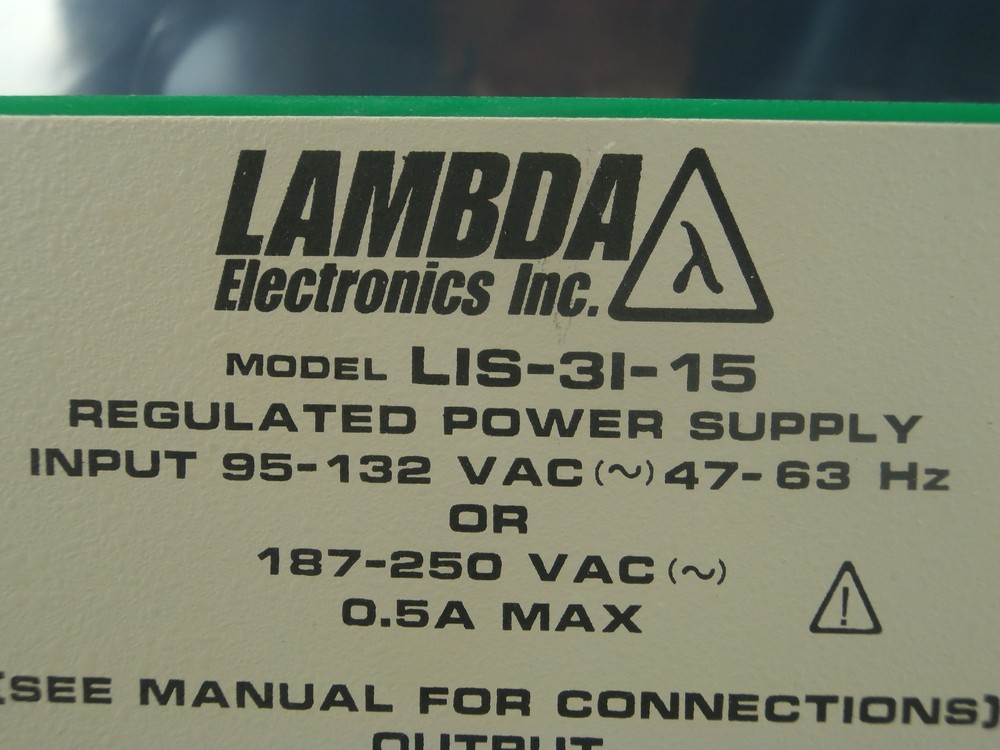 LAMBDA
Electronics Inc. λ
MODEL LIS-3I-15
REGULATED POWER SUPPLY
INPUT 95-132 VAC(~)47-63 Hz
OR
187-250 VAC(~)
0.5A MAX
!
(SEE MANUAL FOR CONNECTIONS)
OUTPUT